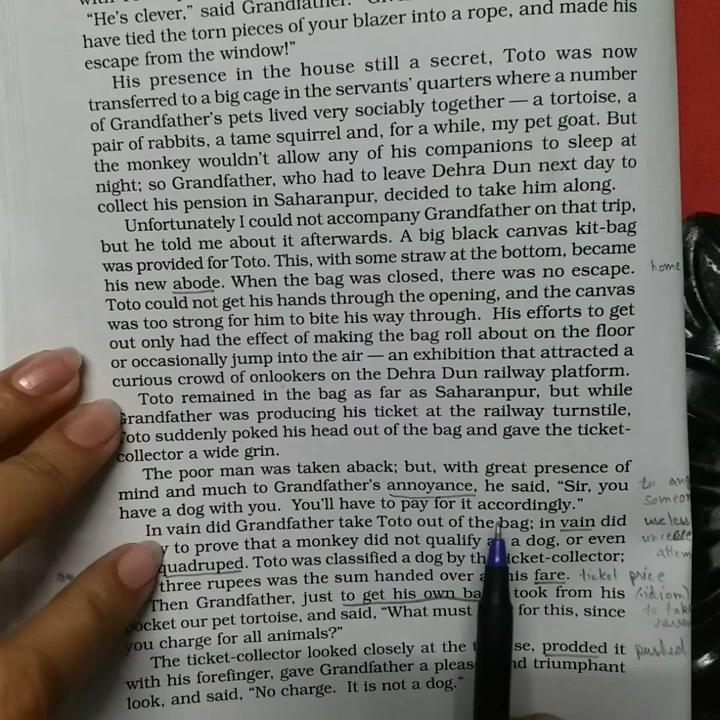 "He's clever," said Grandfather.
have tied the torn pieces of your blazer into a rope, and made his
escape from the window!"
His presence in the house still a secret, Toto was now
transferred to a big cage in the servants' quarters where a number
of Grandfather's pets lived very sociably together — a tortoise, a
pair of rabbits, a tame squirrel and, for a while, my pet goat. But
the monkey wouldn't allow any of his companions to sleep at
night; so Grandfather, who had to leave Dehra Dun next day to
collect his pension in Saharanpur, decided to take him along.
Unfortunately I could not accompany Grandfather on that trip,
but he told me about it afterwards. A big black canvas kit-bag
was provided for Toto. This, with some straw at the bottom, became
his new abode. When the bag was closed, there was no escape. home
Toto could not get his hands through the opening, and the canvas
was too strong for him to bite his way through. His efforts to get
out only had the effect of making the bag roll about on the floor
or occasionally jump into the air — an exhibition that attracted a
curious crowd of onlookers on the Dehra Dun railway platform.
Toto remained in the bag as far as Saharanpur, but while
Grandfather was producing his ticket at the railway turnstile,
Toto suddenly poked his head out of the bag and gave the ticket-
collector a wide grin.
The poor man was taken aback; but, with great presence of
mind and much to Grandfather's annoyance, he said, "Sir, you to
have a dog with you. You'll have to pay for it accordingly."
In vain did Grandfather take Toto out of the bag; in vain did useless
to prove that a monkey did not qualify a dog, or even
quadruped. Toto was classified a dog by the ticket-collector;
three rupees was the sum handed over his fare. ticket price
Then Grandfather, just to get his own took from his (idiom)
pocket our pet tortoise, and said, "What must for this, since to
you charge for all animals?"
The ticket-collector looked closely at the prodded it pushed
with his forefinger, gave Grandfather a triumphant
look, and said, "No charge. It is not a dog."